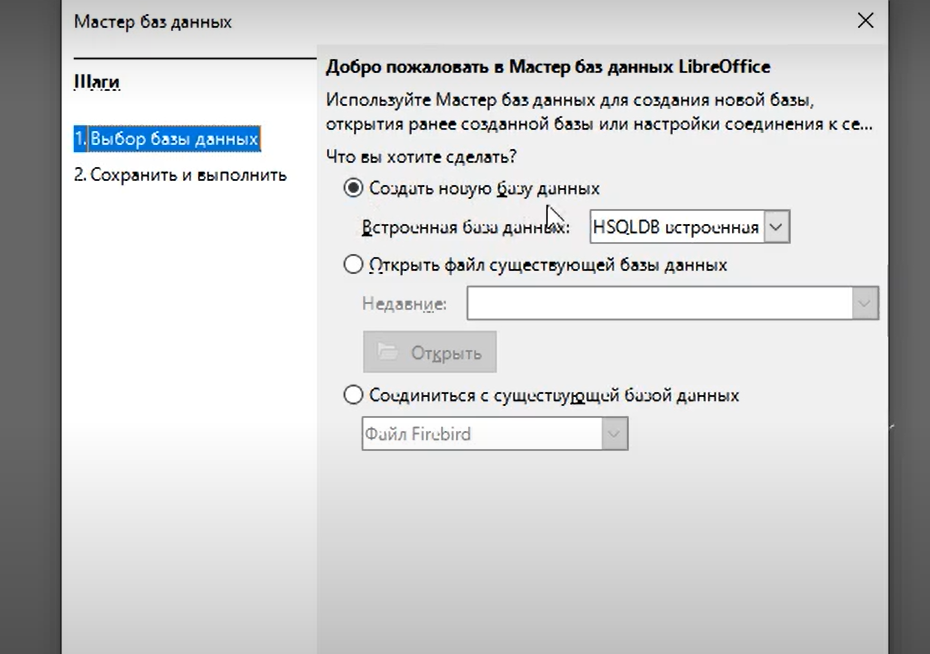 Мастер баз данных
Шаги
1. Выбор базы данных
2. Сохранить и выполнить
Добро пожаловать в Мастер баз данных LibreOffice
Используйте Мастер баз данных для создания новой базы,
открытия ранее созданной базы или настройки соединения к се...
Что вы хотите сделать?
Создать новую базу данных
Встроенная база данных: HSQLDB встроенная
Открыть файл существующей базы данных
Недавние:
Открыть
Соединиться с существующей базой данных
Файл Firebird